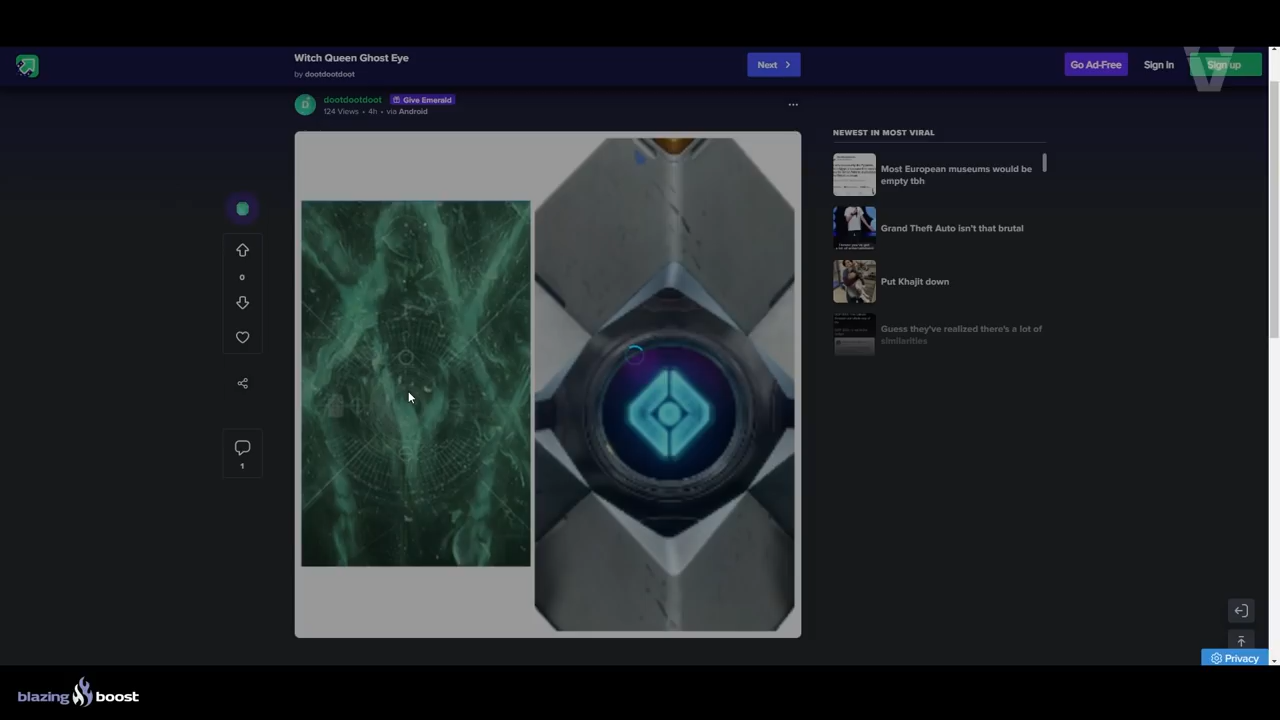 Witch Queen Ghost Eye
by dootdootdoot
Next
Go Ad-Free
Sign In
Sign up
D
dootdootdoot
Give Emerald
124 Views • 4h • via Android
NEWEST IN MOST VIRAL
Most European museums would be
empty tbh
Grand Theft Auto isn't that brutal
Put Khajit down
0
Guess they've realized there's a lot of
similarities
1
Privacy
blazing boost